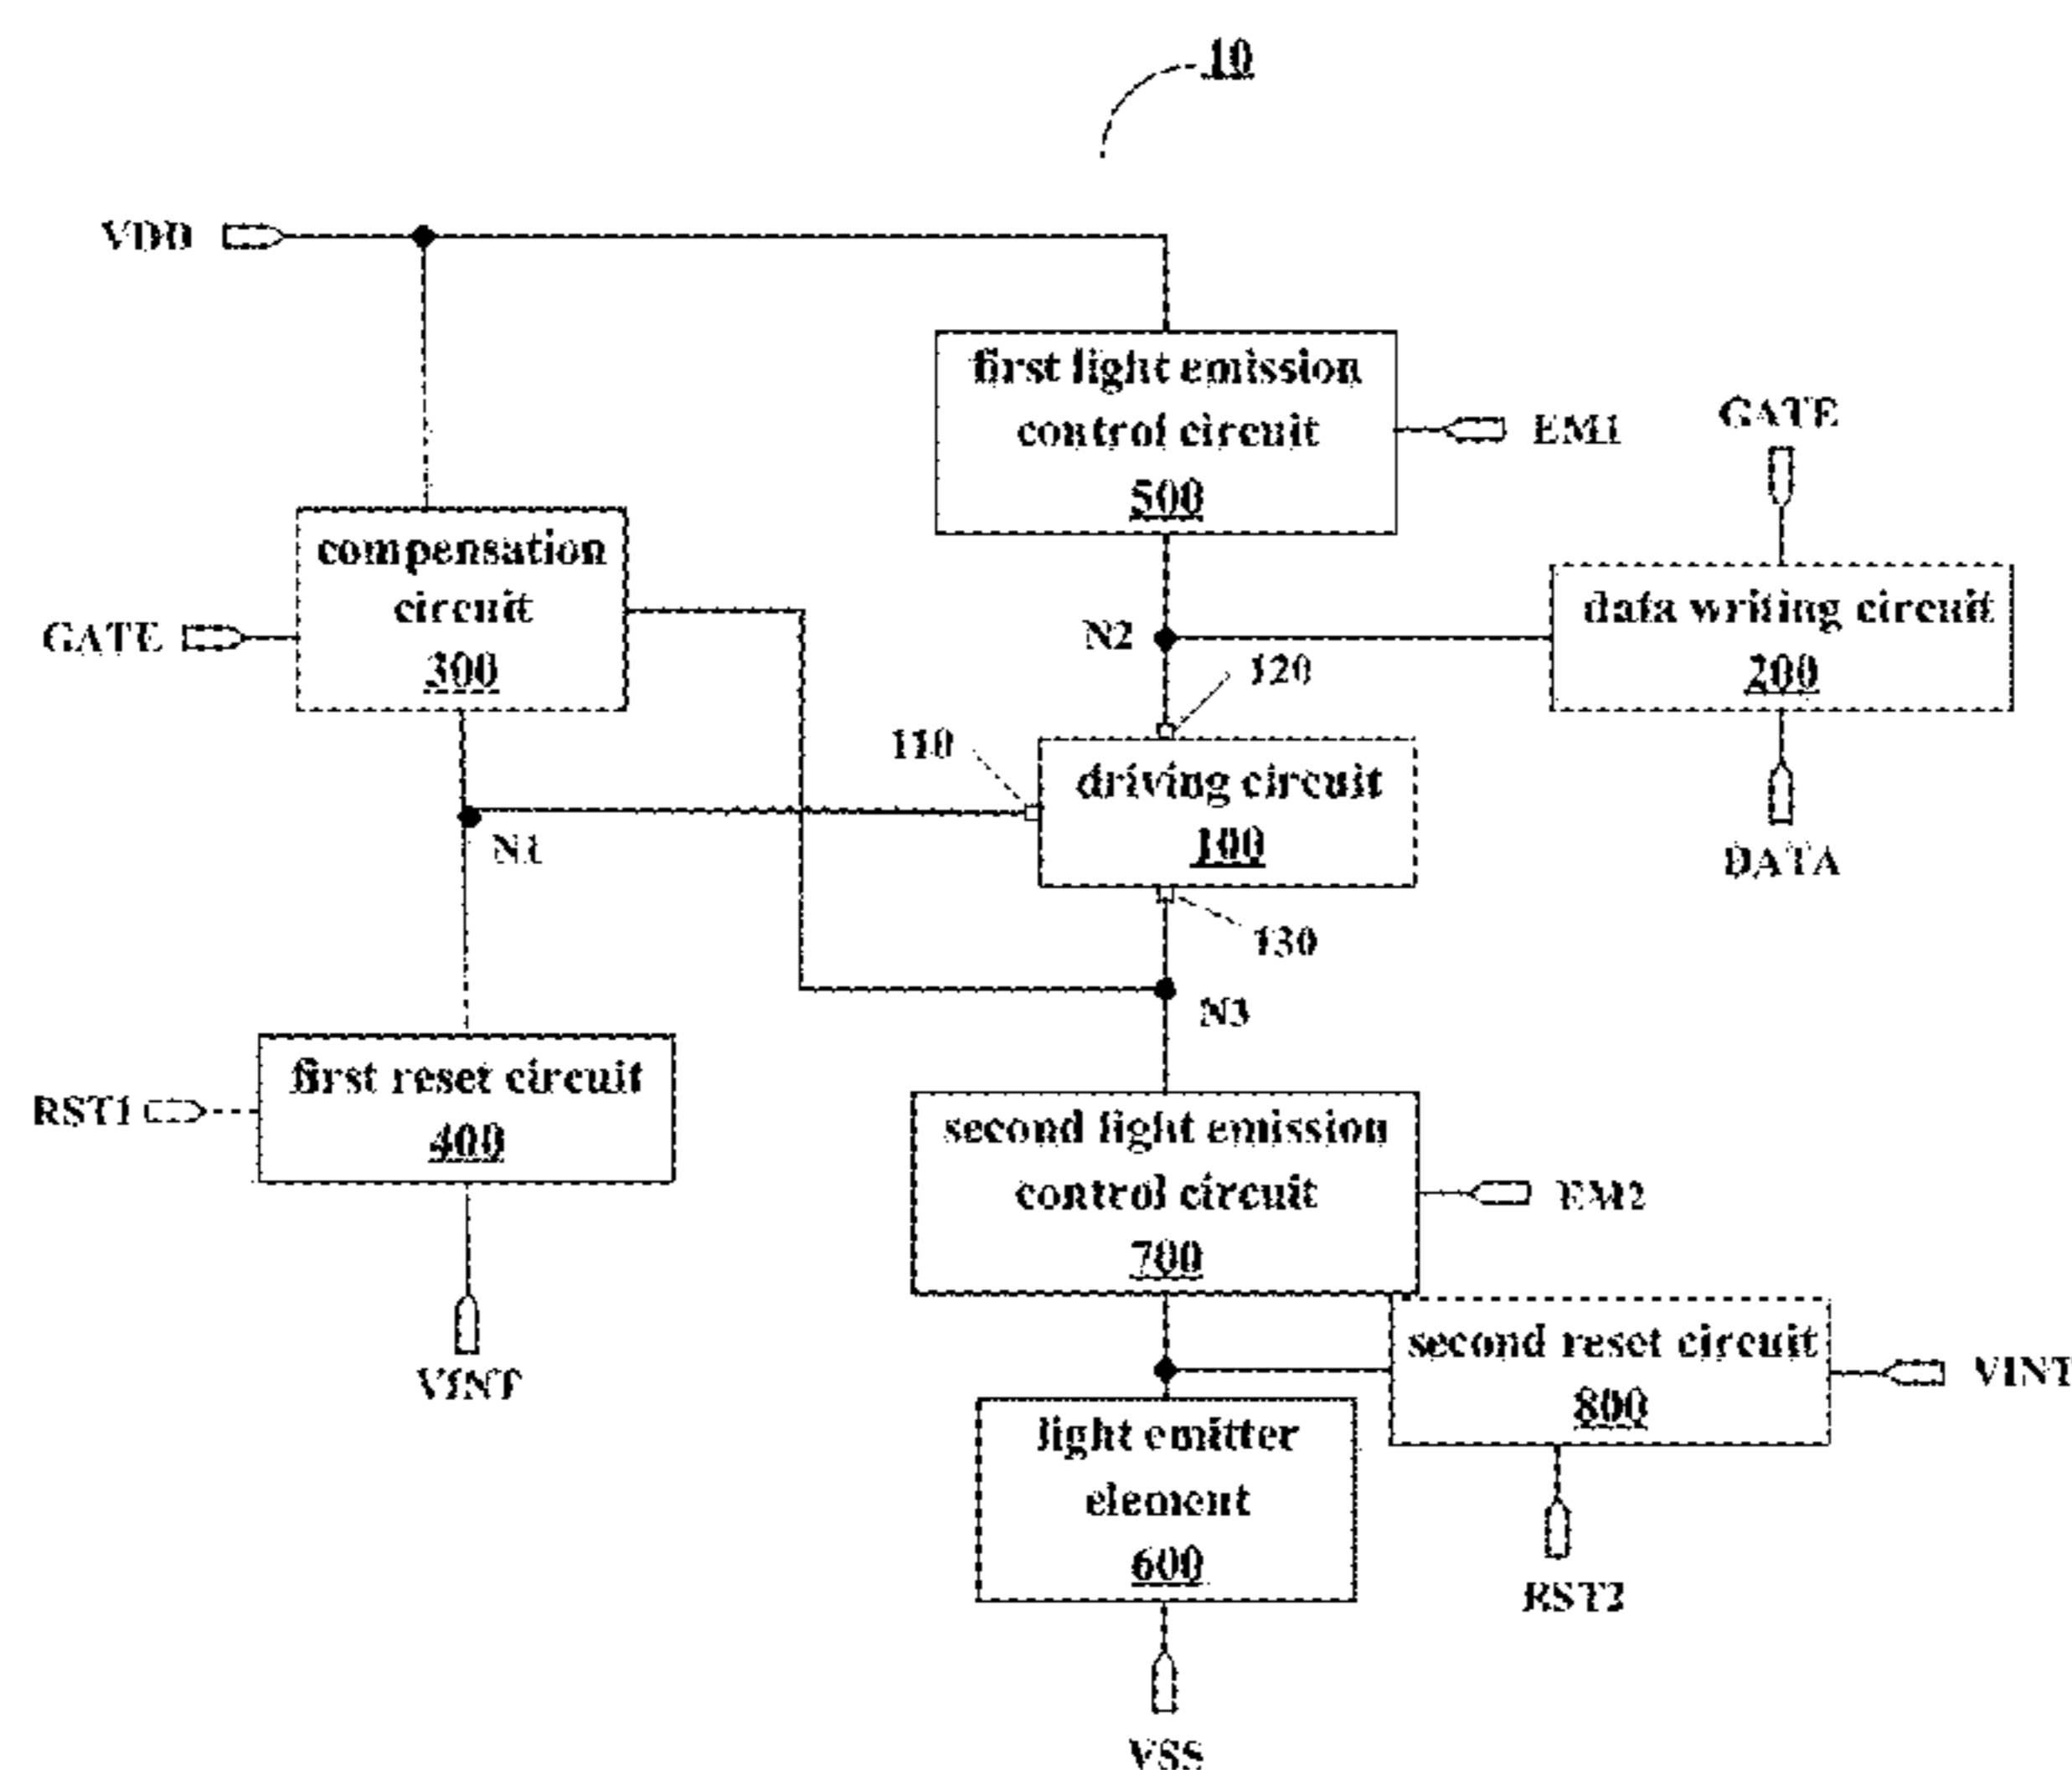 10
VDD
first light emission
control circuit
500
EM1
GATE
compensation
circuit
300
GATE
data writing circuit
200
N2
120
110
driving circuit
100
DATA
N1
130
N3
first reset circuit
400
RST1
second light emission
control circuit
700
EM2
VINT
second reset circuit
800
VINT
light emitter
element
600
RST2
VSS